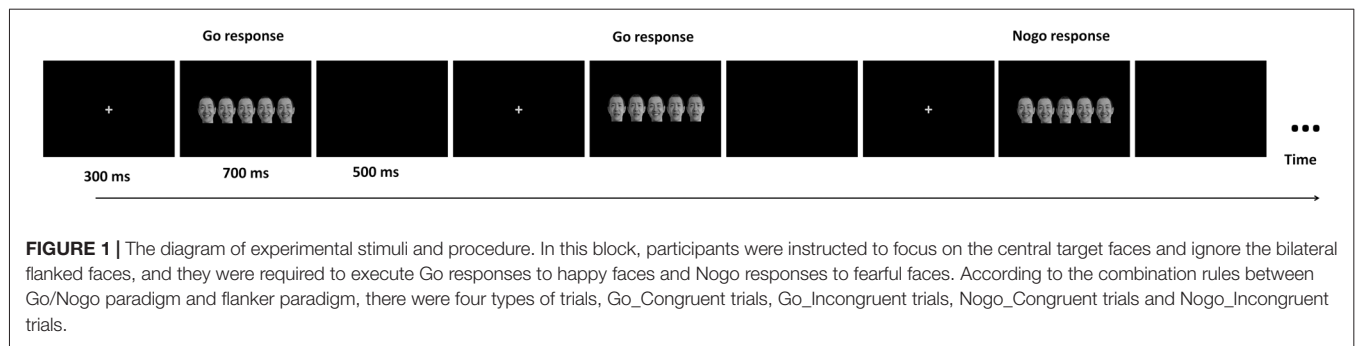 Go response Go response Nogo response
+ + +
...
Time
300 ms 700 ms 500 ms
FIGURE 1 | The diagram of experimental stimuli and procedure. In this block, participants were instructed to focus on the central target faces and ignore the bilateral
flanked faces, and they were required to execute Go responses to happy faces and Nogo responses to fearful faces. According to the combination rules between
Go/Nogo paradigm and flanker paradigm, there were four types of trials, Go_Congruent trials, Go_Incongruent trials, Nogo_Congruent trials and Nogo_Incongruent
trials.